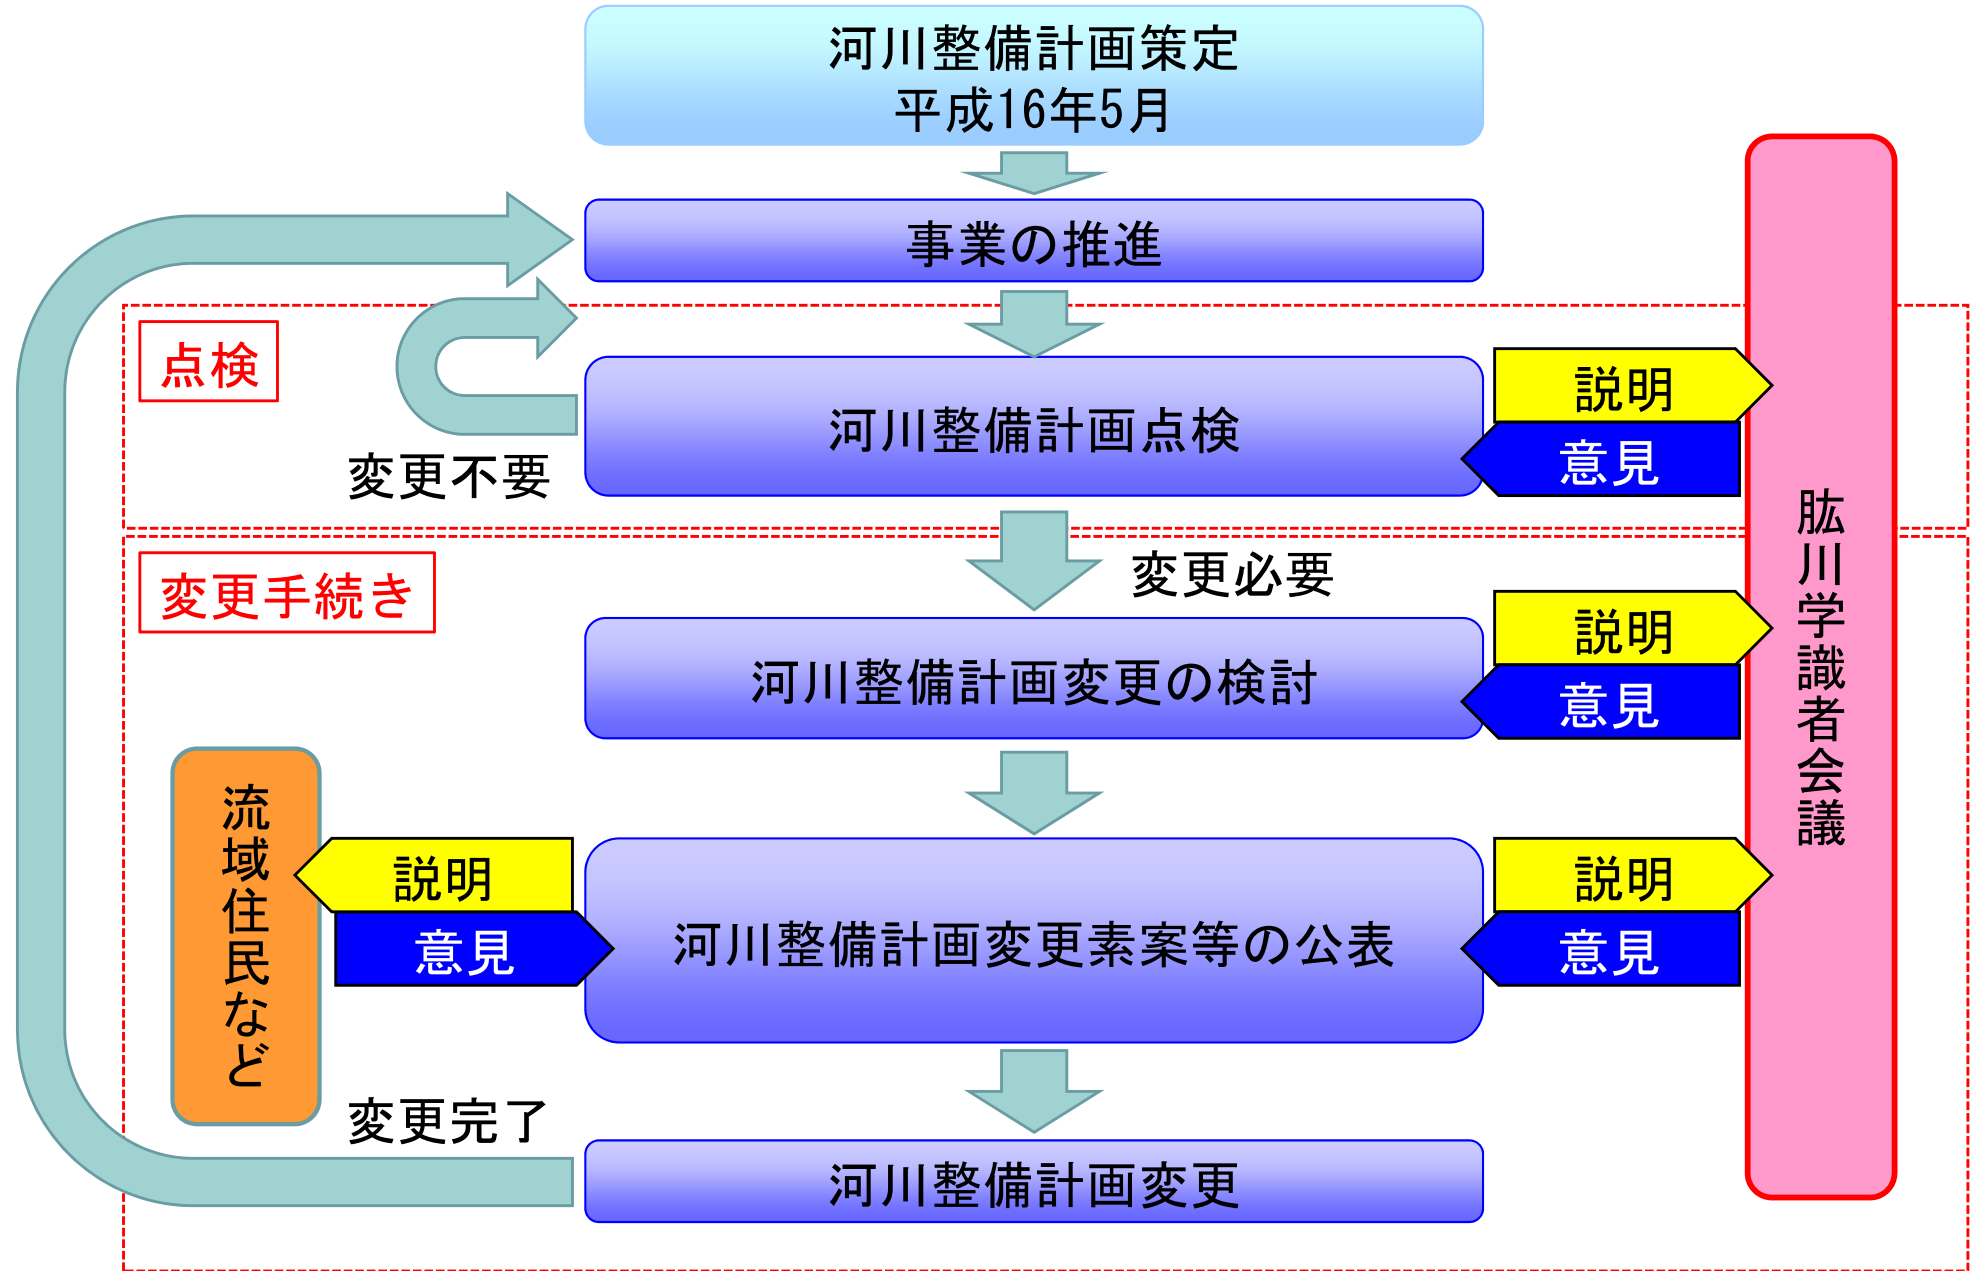 河川整備計画策定
平成16年5月
事業の推進
点検
河川整備計画点検
説明
意見
変更不要
変更手続き
変更必要
河川整備計画変更の検討
説明
意見
肱川学識者会議
流域住民など
説明
意見
河川整備計画変更素案等の公表
説明
意見
変更完了
河川整備計画変更